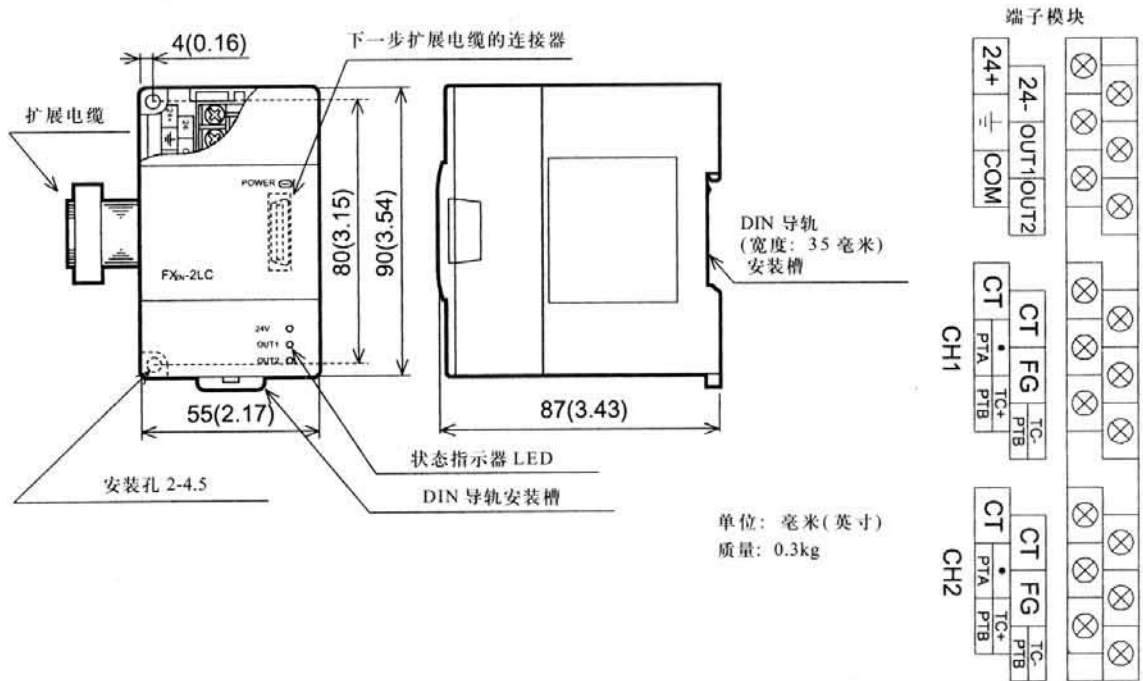 端子模块
4(0.16)
下一步扩展电缆的连接器
扩展电缆
24+
24-
POWER
80(3.15)
90(3.54)
FX2N-2LC
24V
OUT1
OUT2
55(2.17)
87(3.43)
DIN 导轨
(宽度: 35 毫米)
安装槽
状态指示器 LED
安装孔 2-4.5
DIN 导轨安装槽
单位: 毫米(英寸)
质量: 0.3kg
24+
COM
24-
OUT1
OUT2
CH1
CT
PTA
TC+
PTB
CT
FG
TC-
PTB
CH2
CT
PTA
TC+
PTB
CT
FG
TC-
PTB